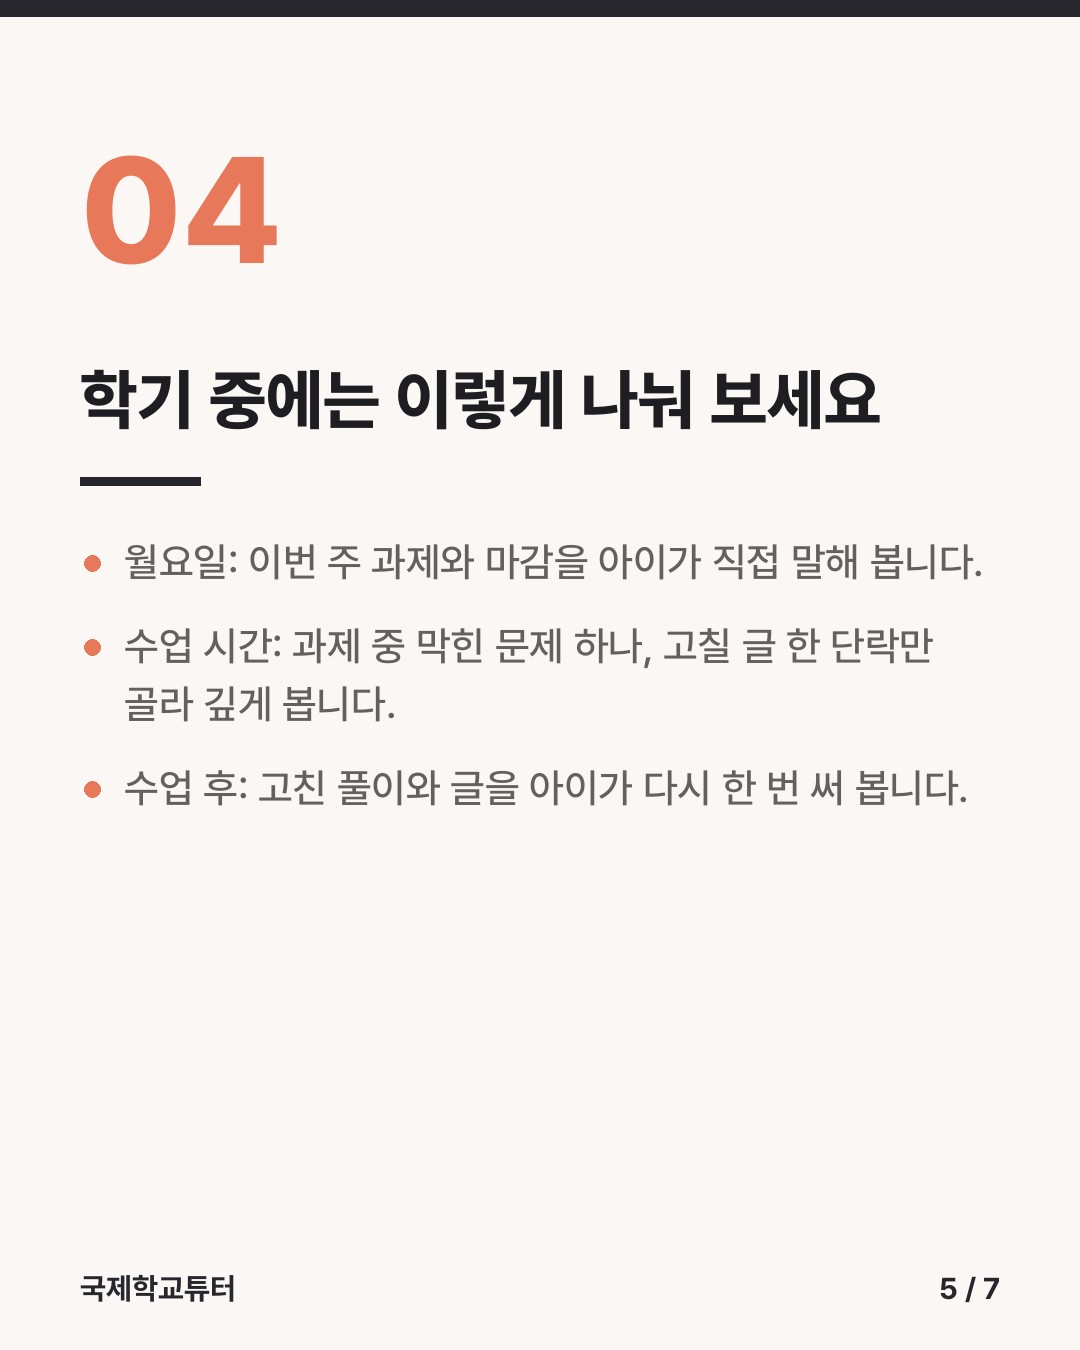 04
학기 중에는 이렇게 나눠 보세요
월요일: 이번 주 과제와 마감을 아이가 직접 말해 봅니다.
수업 시간: 과제 중 막힌 문제 하나, 고칠 글 한 단락만
골라 깊게 봅니다.
수업 후: 고친 풀이와 글을 아이가 다시 한 번 써 봅니다.
국제학교튜터
5 / 7